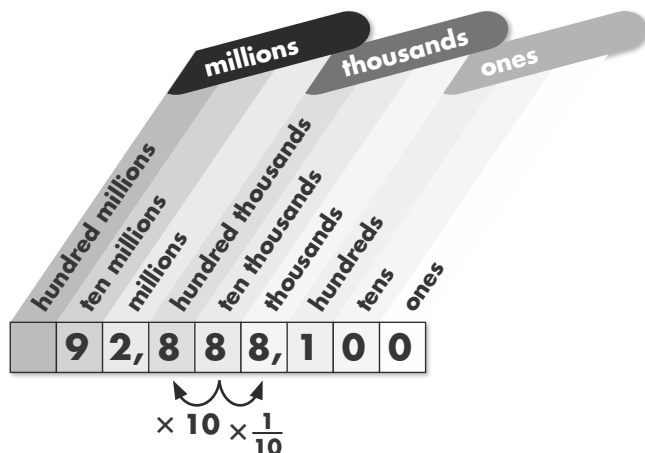 millions
thousands
ones
hundred millions
ten millions
millions
hundred thousands
ten thousands
thousands
hundreds
tens
ones
9 2, 8 8 8, 1 0 0
× 10 × 1/10